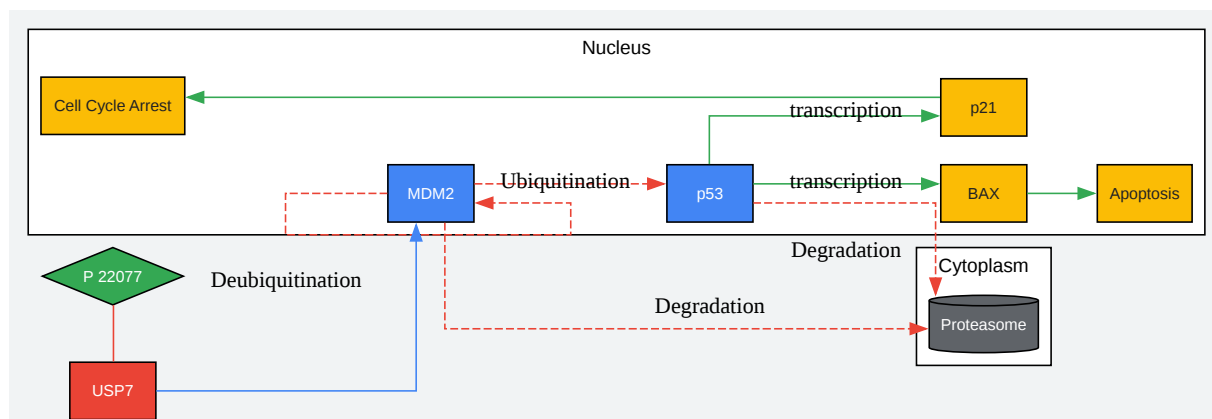 Nucleus
Cell Cycle Arrest
transcription
p21
MDM2
Ubiquitination
p53
transcription
BAX
Apoptosis
Degradation
P 22077
Deubiquitination
Cytoplasm
Degradation
Proteasome
USP7